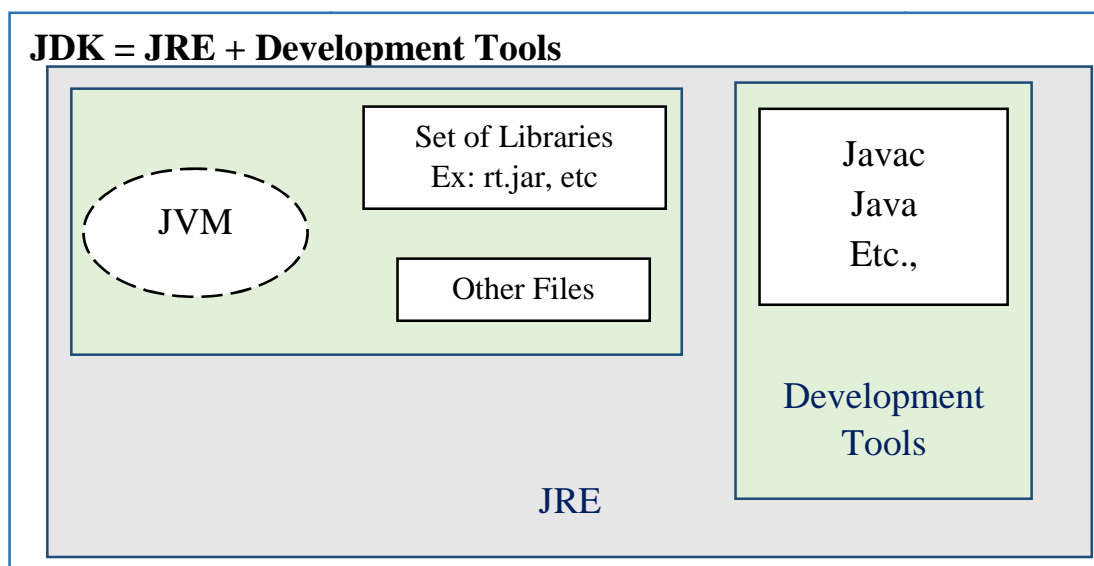 JDK = JRE + Development Tools
Set of Libraries
Ex: rt.jar, etc
JVM
Other Files
Javac
Java
Etc.,
Development
Tools
JRE